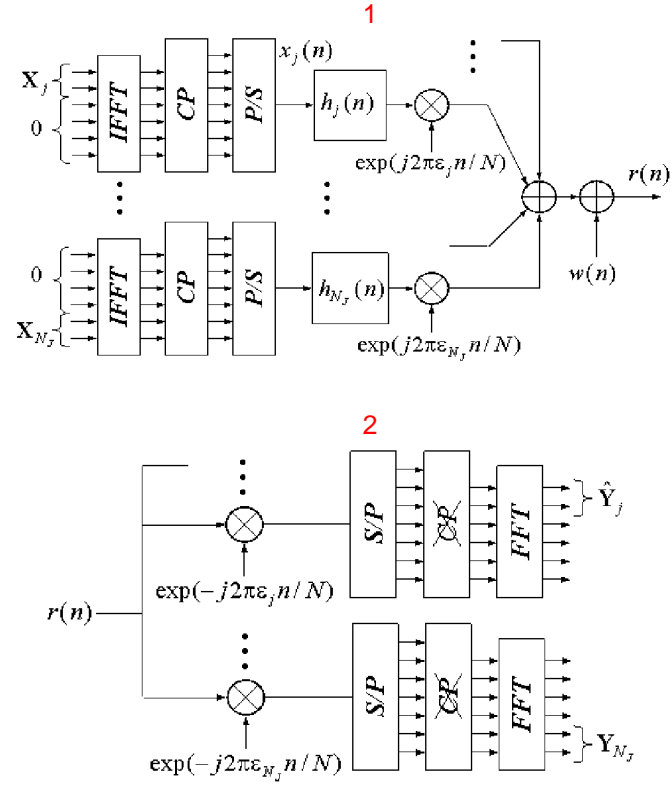 1
x_j(n)
X_j
0
IFFT
CP
P/S
h_j(n)
exp(j2πε_j n/N)
r(n)
w(n)
0
X_{N_J}
IFFT
CP
P/S
h_{N_J}(n)
exp(j2πε_{N_J} n/N)
2
S/P
CP
FFT
Ŷ_j
exp(−j2πε_j n/N)
r(n)
S/P
CP
FFT
Y_{N_J}
exp(−j2πε_{N_J} n/N)